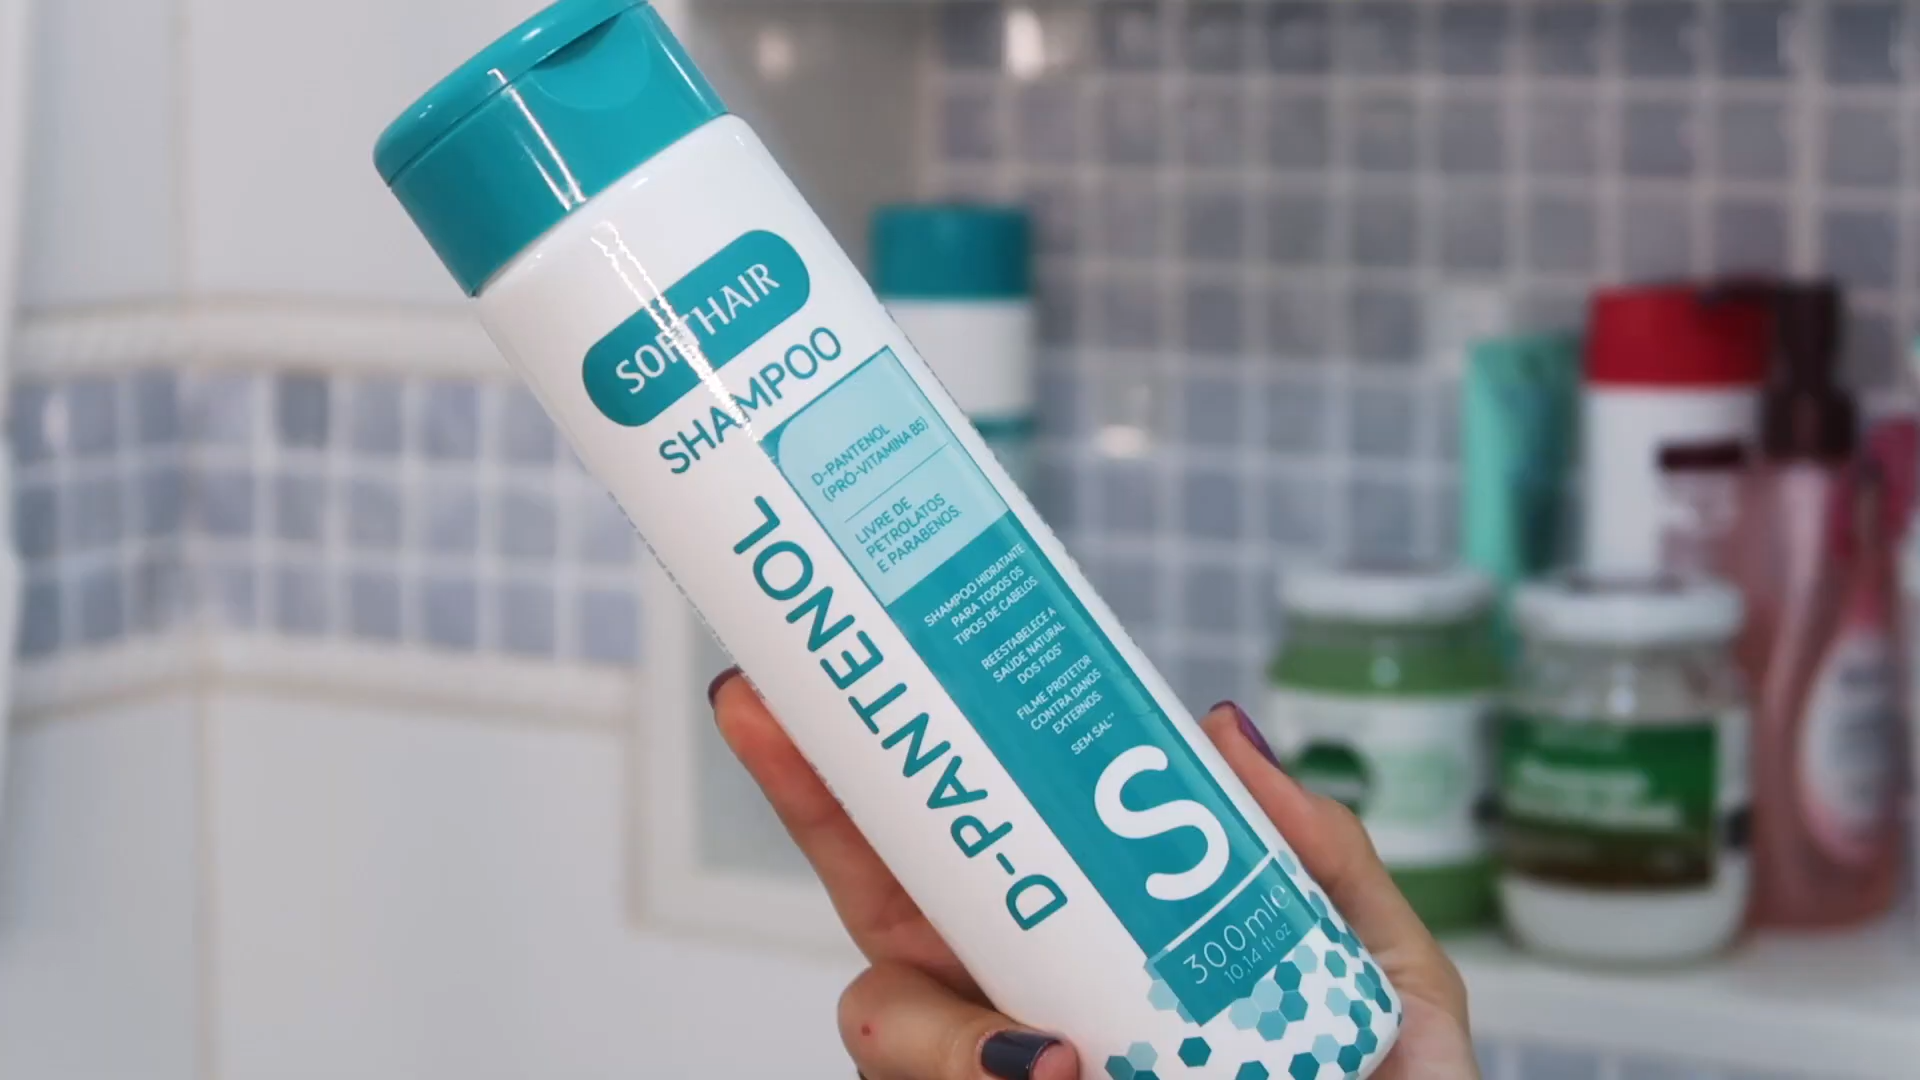 SOFTHAIR
SHAMPOO
D-PANTENOL
D-PANTENOL
(PRÓ-VITAMINA B5)
LIVRE DE
PETROLATOS
E PARABENOS.
SHAMPOO HIDRATANTE
PARA TODOS OS
TIPOS DE CABELOS
REESTABELECE A
SAÚDE NATURAL
DOS FIOS*
FILME PROTETOR
CONTRA DANOS
EXTERNOS
SEM SAL**
S
300ml℮
10,14 fl oz